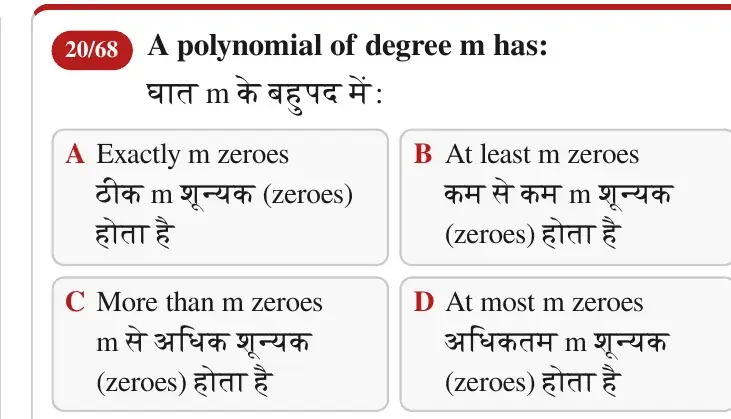 20/68 A polynomial of degree m has:
घात m के बहुपद में :
A Exactly m zeroes
ठीक m शून्यक (zeroes)
होता है
B At least m zeroes
कम से कम m शून्यक
(zeroes) होता है
C More than m zeroes
m से अधिक शून्यक
(zeroes) होता है
D At most m zeroes
अधिकतम m शून्यक
(zeroes) होता है